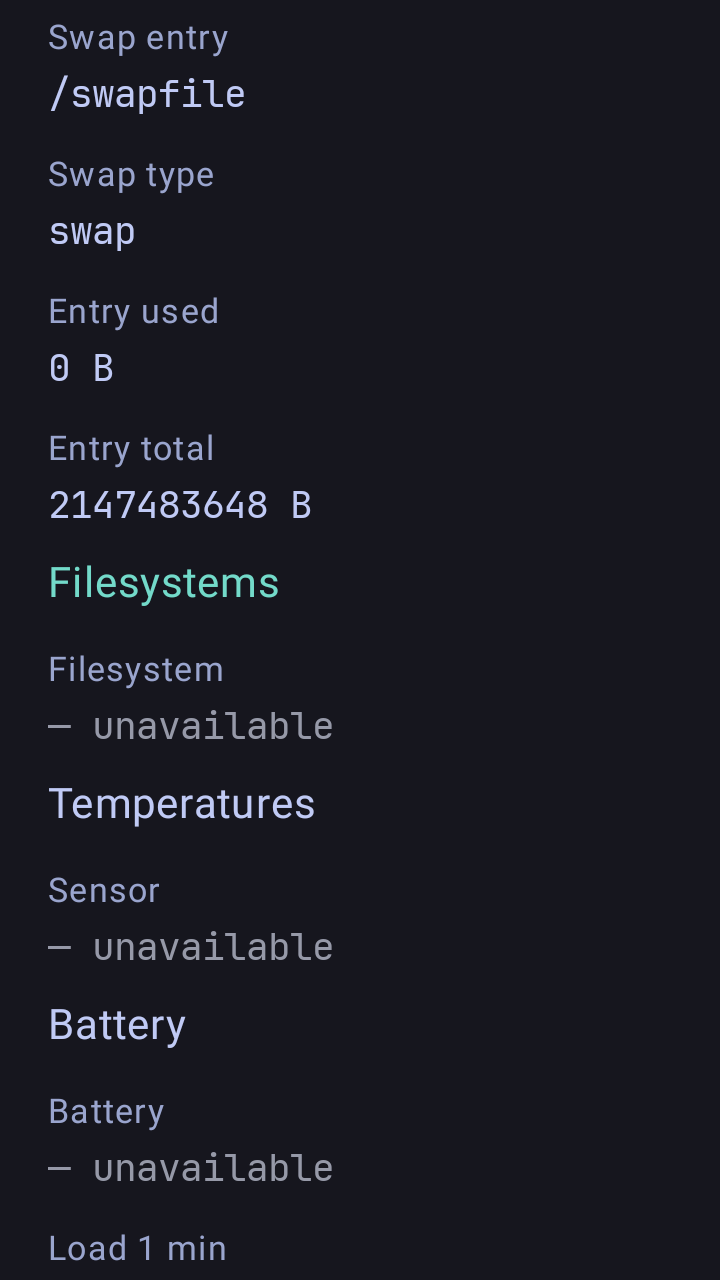 Swap entry
/swapfile
Swap type
swap
Entry used
0 B
Entry total
2147483648 B
Filesystems
Filesystem
— unavailable
Temperatures
Sensor
— unavailable
Battery
Battery
— unavailable
Load 1 min